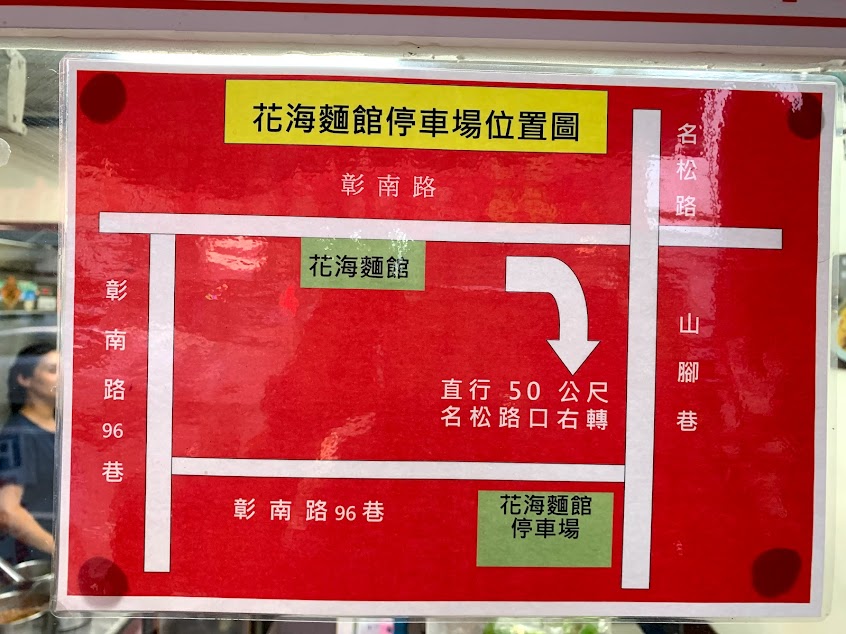 花海麵館停車場位置圖
彰南路
名松路
花海麵館
彰南路96巷
山腳巷
直行 50 公尺
名松路口右轉
彰南路96巷
花海麵館
停車場